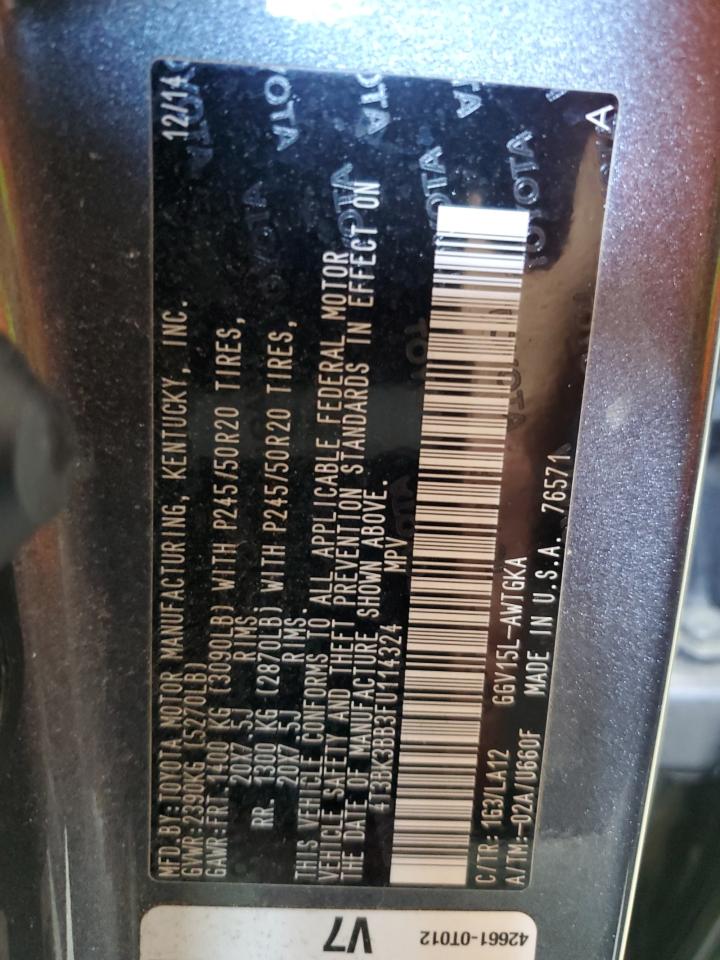 MFD.BY:TOYOTA MOTOR MANUFACTURING, KENTUCKY, INC. 12/14
GVWR:2390KG (5270LB)
GAWR:FRT. 1400 KG (3090LB) WITH P245/50R20 TIRES,
20X7.5J RIMS.
RR. 1300 KG (2870LB) WITH P245/50R20 TIRES,
20X7.5J RIMS.
THIS VEHICLE CONFORMS TO ALL APPLICABLE FEDERAL MOTOR
VEHICLE SAFETY AND THEFT PREVENTION STANDARDS IN EFFECT ON
THE DATE OF MANUFACTURE SHOWN ABOVE.
4T3BK3BB3FU114324 MPV
C/TR: 1G3/LA12 GGV15L-AWTGKA
A/TM:-02A/U660F MADE IN U.S.A. 76571
A
V7
42661-0T012